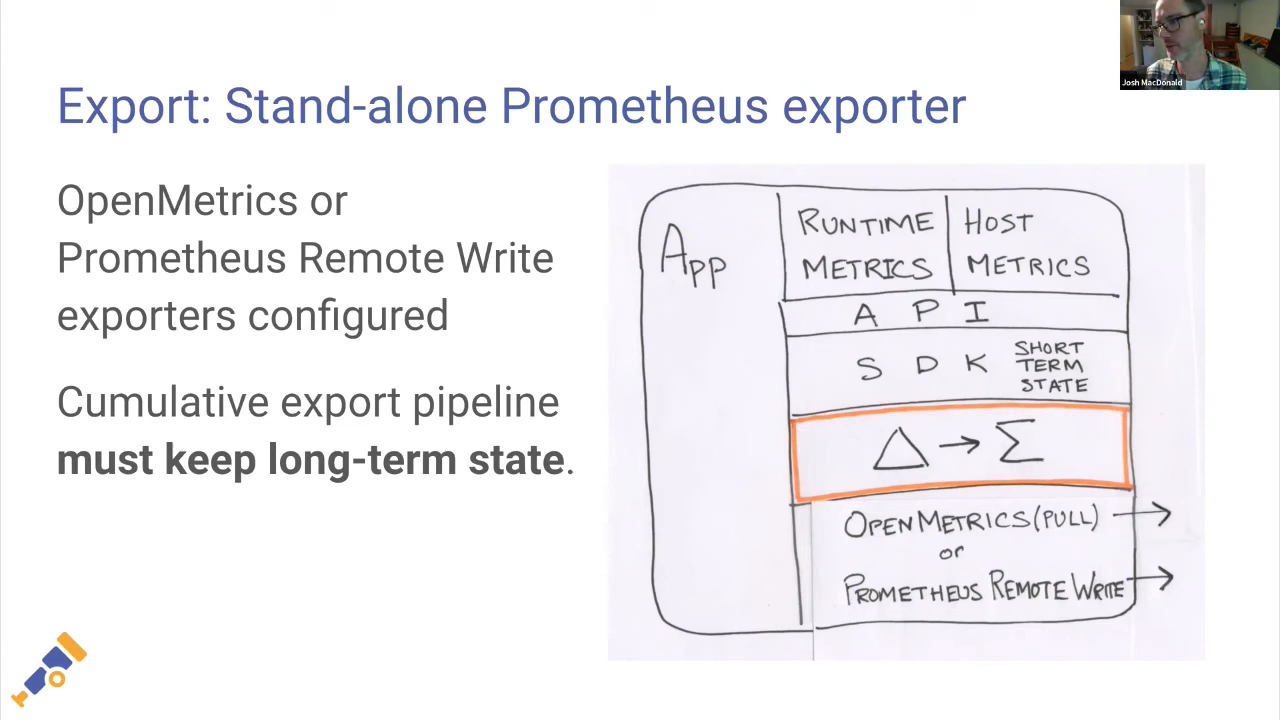 Josh MacDonald
Export: Stand-alone Prometheus exporter
OpenMetrics or
Prometheus Remote Write
exporters configured
Cumulative export pipeline
must keep long-term state.
App
RUNTIME
METRICS
HOST
METRICS
A P I
S D K
SHORT
TERM
STATE
Δ → Σ
OPENMETRICS (PULL) →
or
PROMETHEUS REMOTE WRITE →